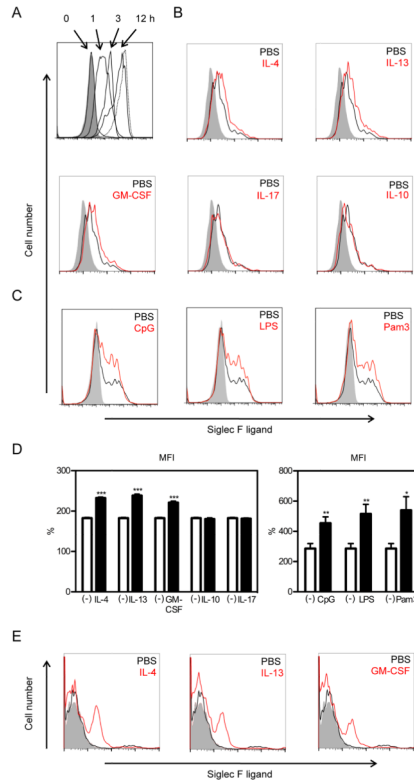 A
0 1 3 12 h
B
PBS
IL-4
PBS
IL-13
PBS
GM-CSF
PBS
IL-17
PBS
IL-10
Cell number
C
PBS
CpG
PBS
LPS
PBS
Pam3
Siglec F ligand
D
MFI
300
200
100
0
%
*** *** ***
(-) IL-4 (-) IL-13 (-) GM-CSF (-) IL-10 (-) IL-17
MFI
800
600
400
200
0
%
** ** *
(-) CpG (-) LPS (-) Pam3
E
PBS
IL-4
PBS
IL-13
PBS
GM-CSF
Cell number
Siglec F ligand